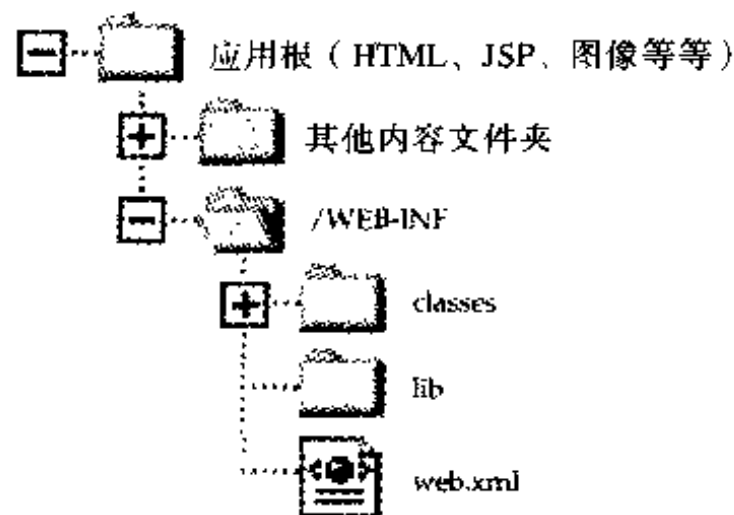 应用根（HTML、JSP、图像等等）
其他内容文件夹
/WEB-INF
classes
lib
web.xml